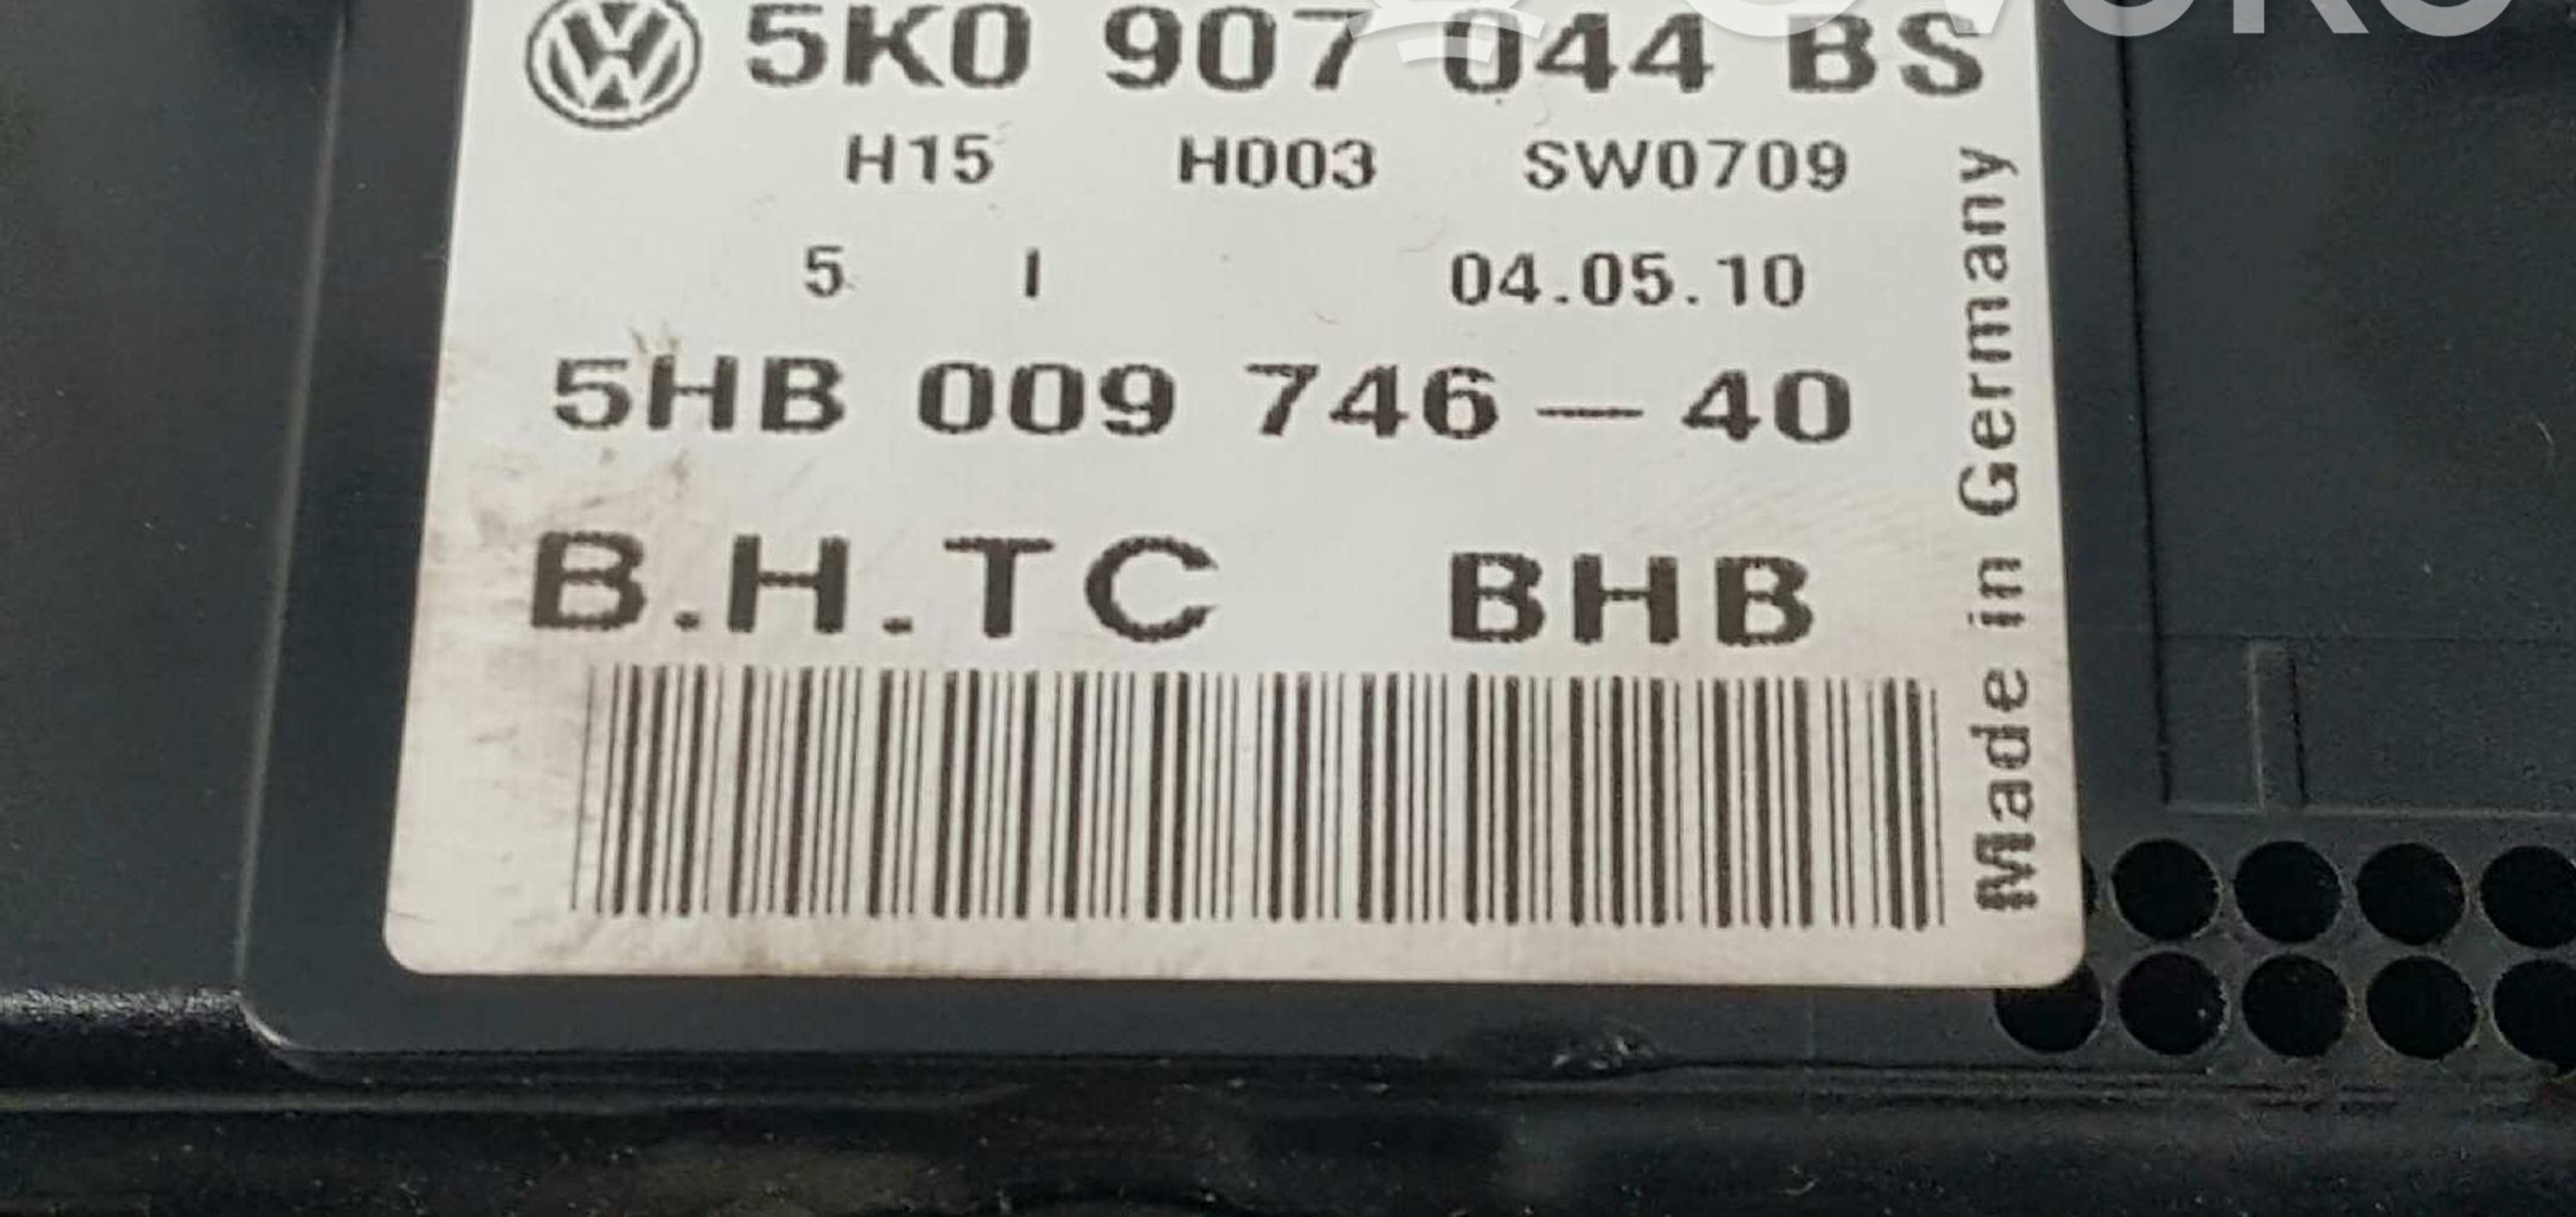 5K0 907 044 BS
H15 H003 SW0709
5 I 04.05.10
5HB 009 746-40
B.H.TC BHB
Made in Germany